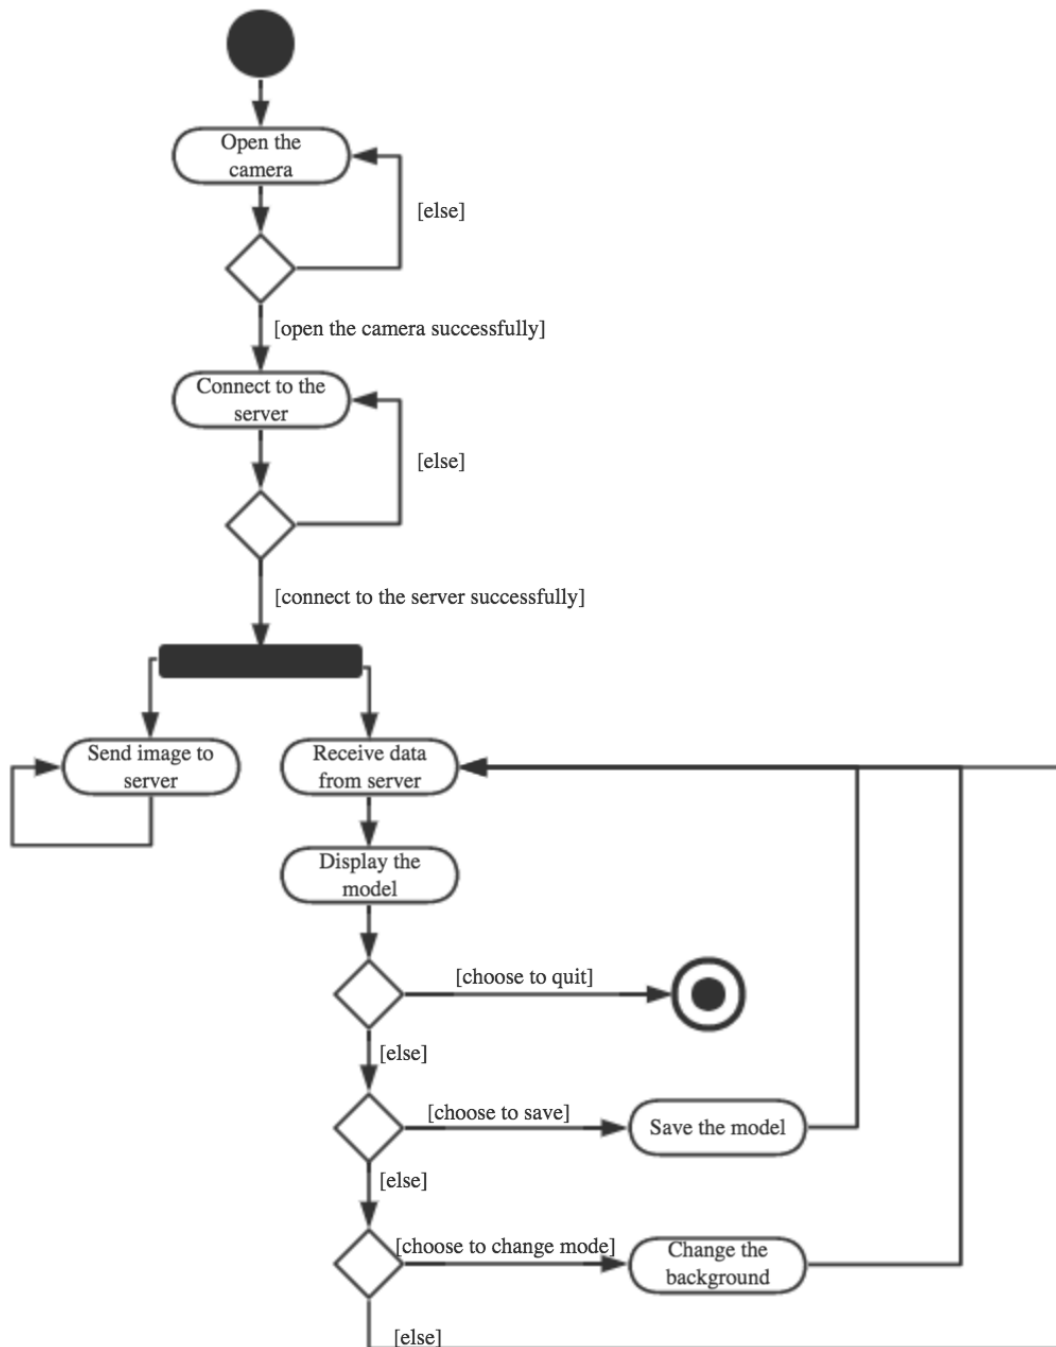 Open the
camera
[else]
[open the camera successfully]
Connect to the
server
[else]
[connect to the server successfully]
Send image to
server
Receive data
from server
Display the
model
[choose to quit]
[else]
[choose to save]
Save the model
[else]
[choose to change mode]
Change the
background
[else]